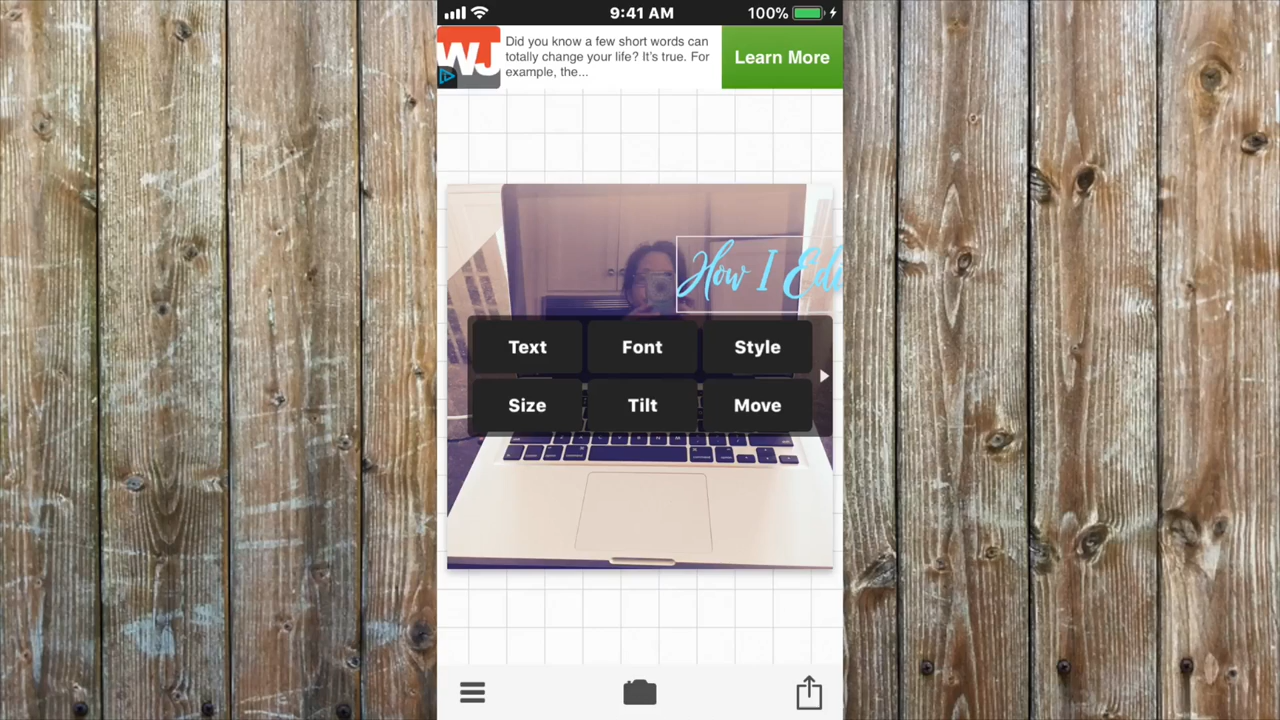 9:41 AM
100%
WJ
Did you know a few short words can
totally change your life? It's true. For
example, the...
Learn More
How I Edi
Text Font Style
Size Tilt Move